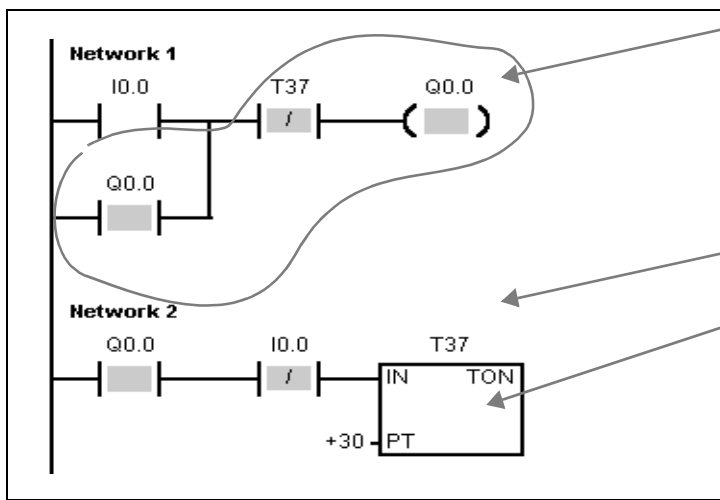 Network 1
I0.0 T37 Q0.0
/
Q0.0
Network 2
Q0.0 I0.0 T37
/ IN TON
+30 PT